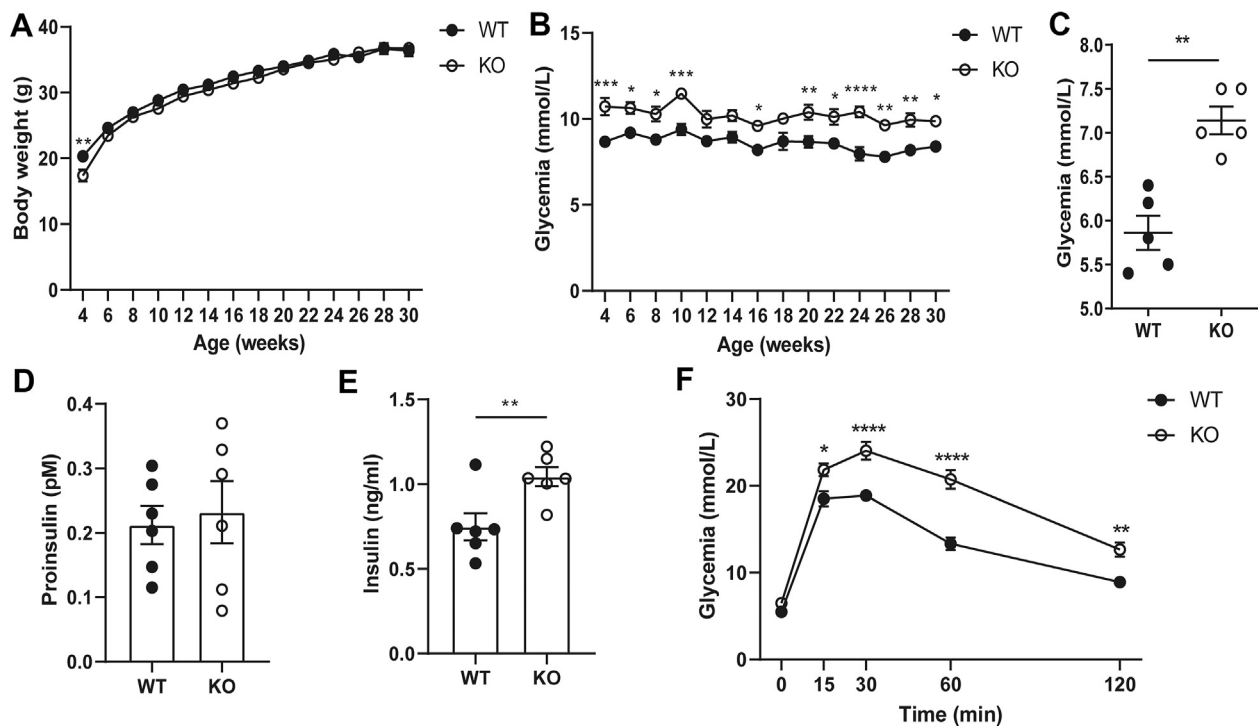 A
Body weight (g)
40
30
20
10
0
**
WT
KO
4 6 8 10 12 14 16 18 20 22 24 26 28 30
Age (weeks)
B
Glycemia (mmol/L)
15
10
5
0
*** * * *** * ** * **** ** ** *
WT
KO
4 6 8 10 12 14 16 18 20 22 24 26 28 30
Age (weeks)
C
Glycemia (mmol/L)
8.0
7.5
7.0
6.5
6.0
5.5
5.0
**
WT KO
D
Proinsulin (pM)
0.4
0.3
0.2
0.1
0.0
WT KO
E
Insulin (ng/ml)
1.5
1.0
0.5
0.0
**
WT KO
F
Glycemia (mmol/L)
30
20
10
0
* **** **** **
WT
KO
0 15 30 60 120
Time (min)